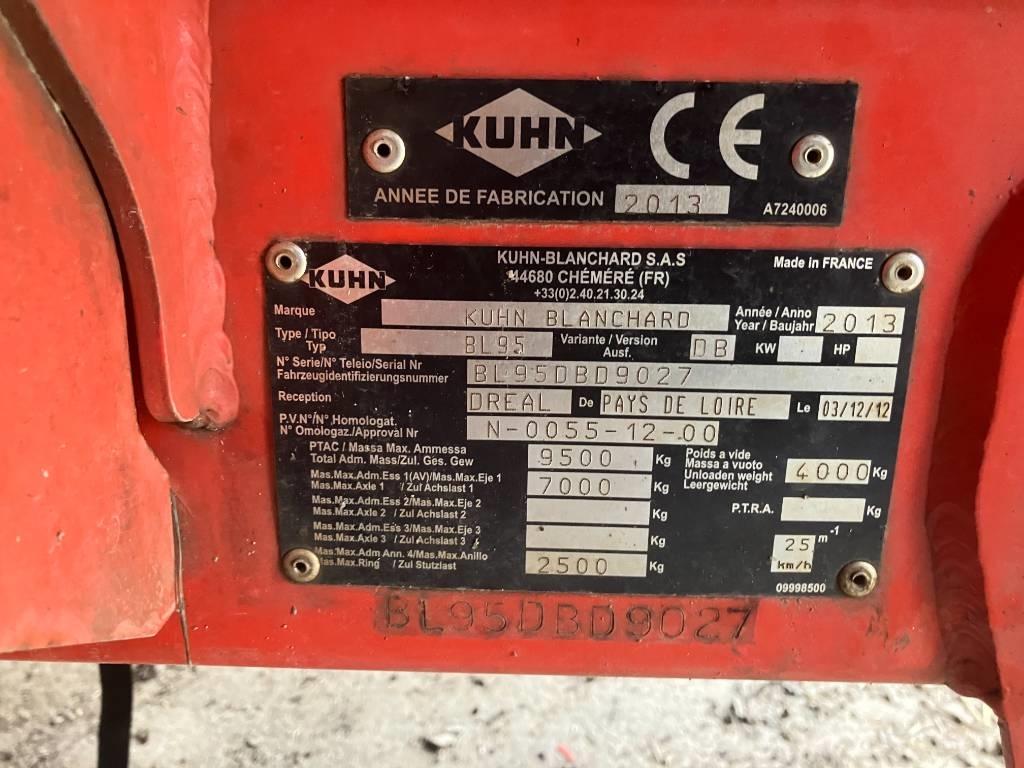 KUHN CE
ANNEE DE FABRICATION 2013 A7240006
KUHN
KUHN-BLANCHARD S.A.S
44680 CHÉMÉRÉ (FR)
+33(0)2.40.21.30.24
Made in FRANCE
Marque KUHN BLANCHARD Année / Anno
Year / Baujahr 2013
Type / Tipo
Typ BL95 Variante / Version
Ausf. DB KW HP
N° Serie/N° Teleio/Serial Nr
Fahrzeugidentifizierungsnummer BL95DBD9027
Reception DREAL De PAYS DE LOIRE Le 03/12/12
P.V.N°/N°. Homologat.
N° Omologaz./Approval Nr N-0055-12-00
PTAC / Massa Max. Ammessa
Total Adm. Mass/Zul. Ges. Gew 9500 Kg
Poids a vide
Massa a vuoto
Unloaden weight
Leergewicht 4000 Kg
Mas.Max.Adm.Ess 1(AV)/Mas.Max.Eje 1
Mas.Max.Axle 1 / Zul Achslast 1 7000 Kg
Mas.Max.Adm.Ess 2/Mas.Max.Eje 2
Mas.Max.Axle 2 / Zul Achslast 2 Kg
P.T.R.A. Kg
Mas.Max.Adm.Ess 3/Mas.Max.Eje 3
Mas.Max.Axle 3 / Zul Achslast 3 Kg
Mas.Max.Adm Ann. 4/Mas.Max.Anillo
Mas.Max.Ring / Zul Stutzlast 2500 Kg
25 m-1
km/h
09998500
BL95DBD9027